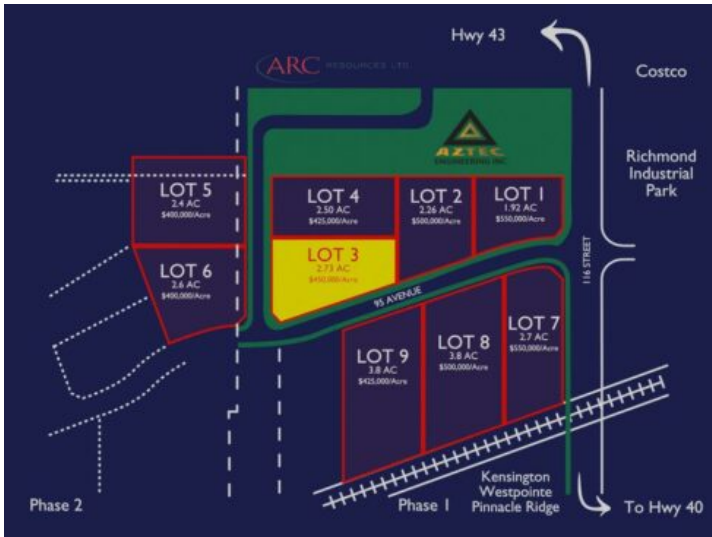 Hwy 43
ARC RESOURCES LTD.
Costco
AZTEC
ENGINEERING INC
Richmond
Industrial
Park
LOT 5
2.4 AC
$400,000/Acre
LOT 4
2.50 AC
$425,000/Acre
LOT 2
2.26 AC
$500,000/Acre
LOT 1
1.92 AC
$550,000/Acre
LOT 3
2.73 AC
$450,000/Acre
LOT 6
2.6 AC
$400,000/Acre
116 STREET
95 AVENUE
LOT 7
2.7 AC
$550,000/Acre
LOT 8
3.8 AC
$500,000/Acre
LOT 9
3.8 AC
$425,000/Acre
Phase 2
Phase 1
Kensington
Westpointe
Pinnacle Ridge
To Hwy 40